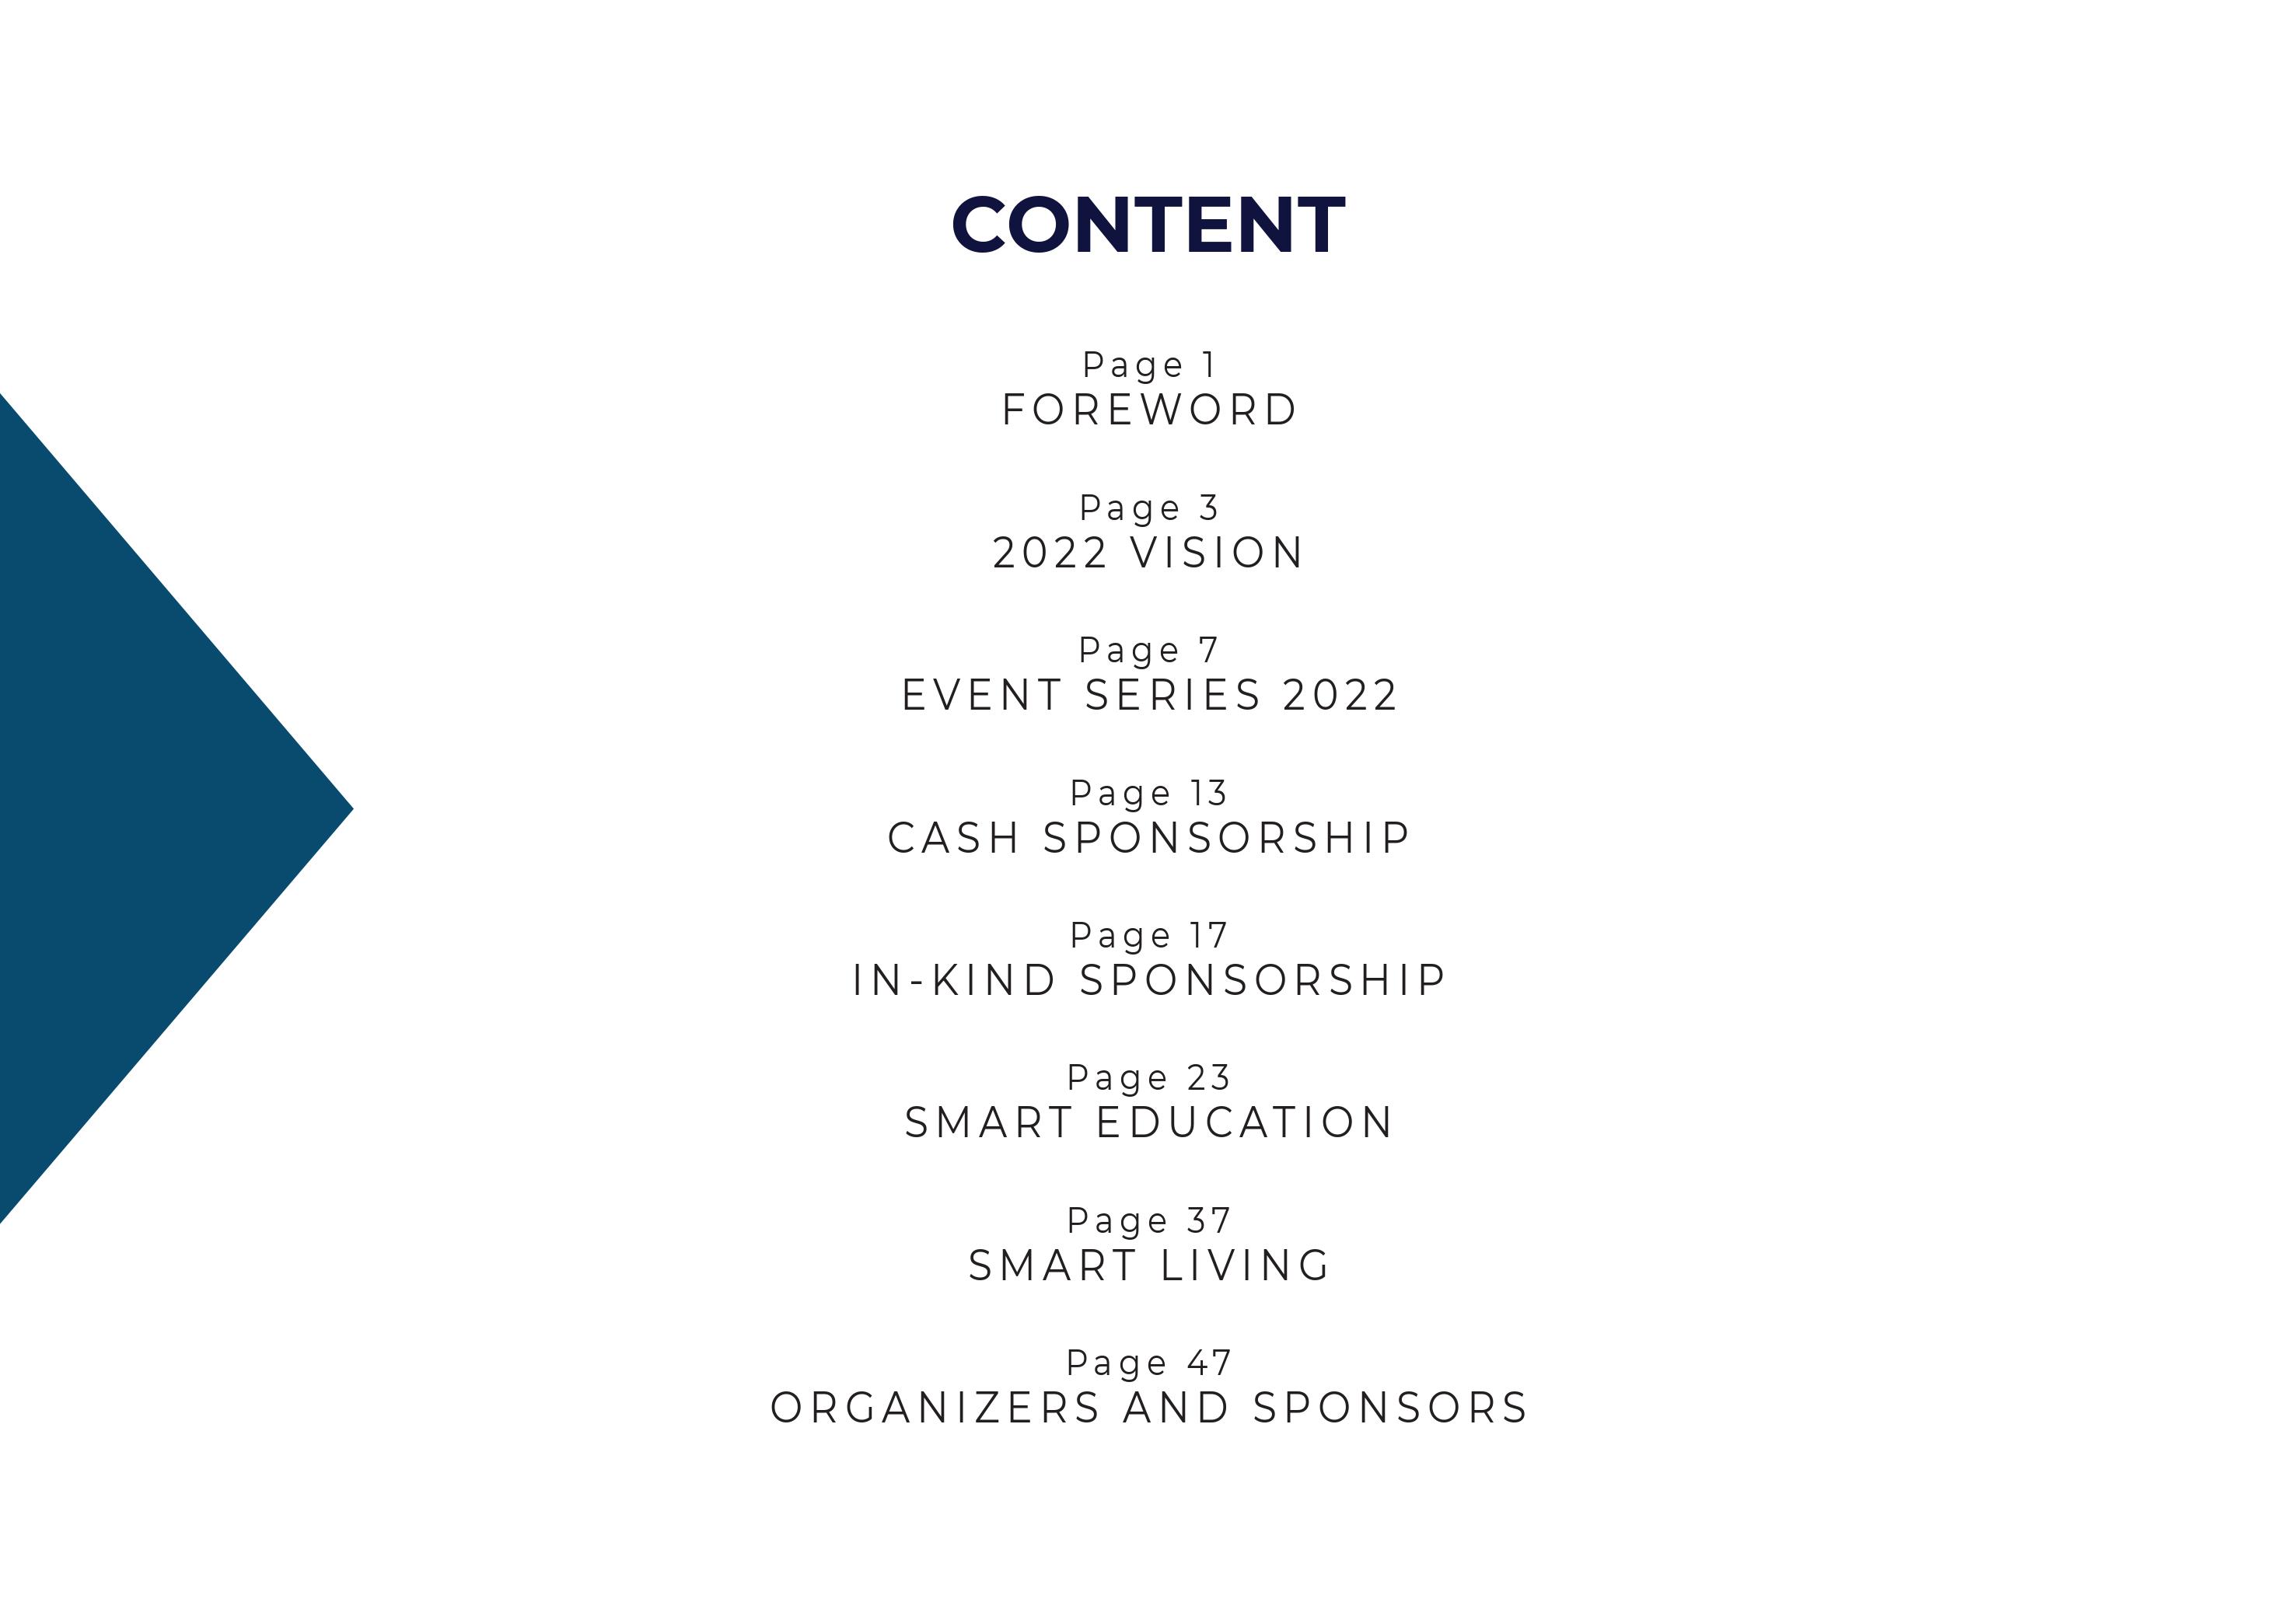 CONTENT
Page 1
FOREWORD
Page 3
2022 VISION
Page 7
EVENT SERIES 2022
Page 13
CASH SPONSORSHIP
Page 17
IN-KIND SPONSORSHIP
Page 23
SMART EDUCATION
Page 37
SMART LIVING
Page 47
ORGANIZERS AND SPONSORS